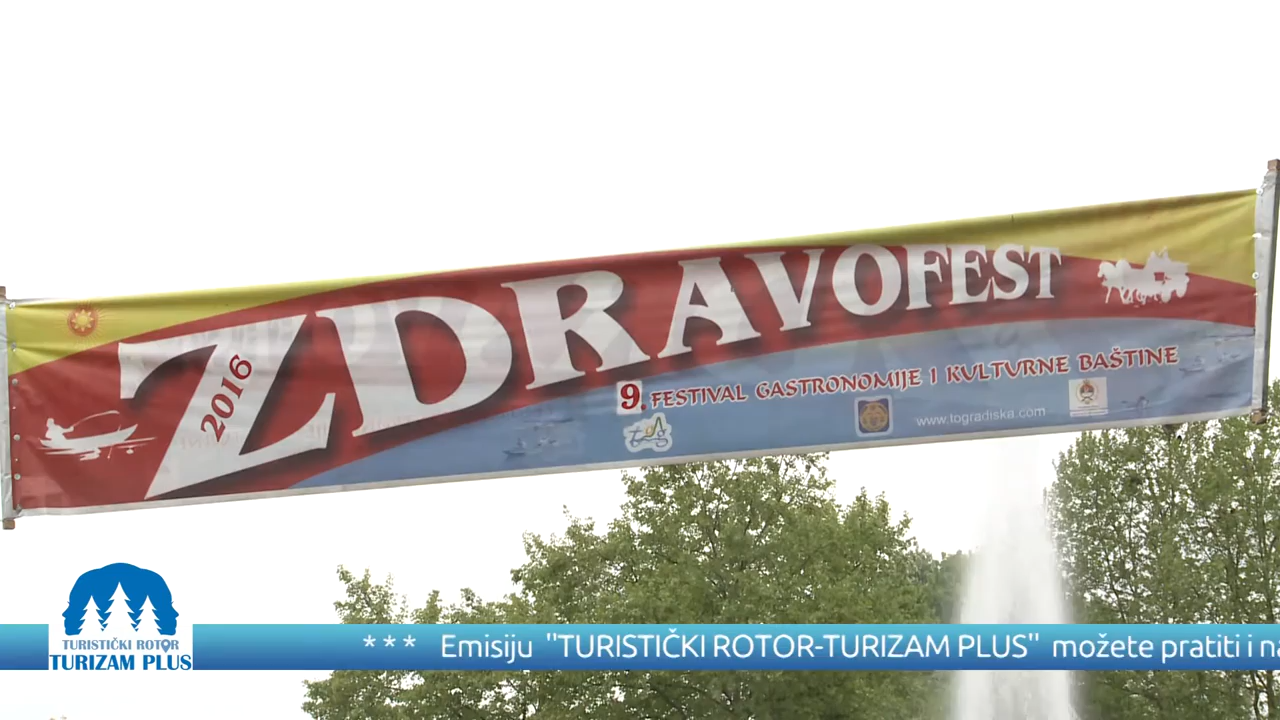 ZDRAVOFEST
2016
9. FESTIVAL GASTRONOMIJE I KULTURNE BAŠTINE
www.togradiska.com
TURISTIČKI ROTOR
TURIZAM PLUS
*** Emisiju "TURISTIČKI ROTOR-TURIZAM PLUS" možete pratiti i na